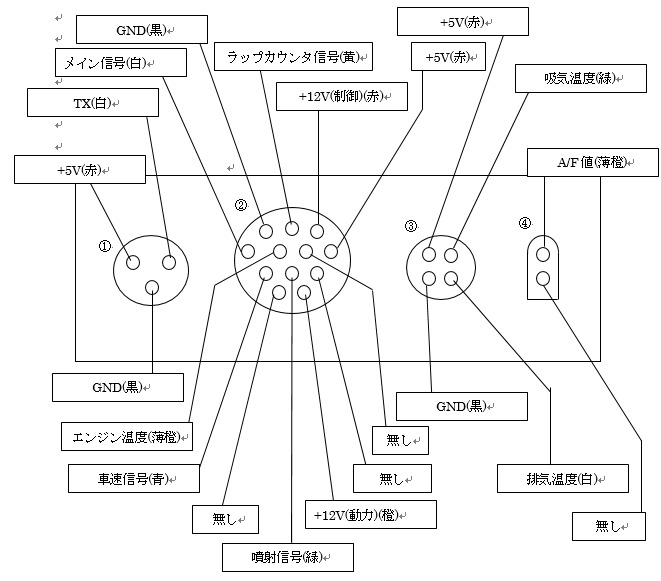 +5V(赤)
GND(黒)
ラップカウンタ信号(黄)
+5V(赤)
メイン信号(白)
吸気温度(緑)
+12V(制御)(赤)
TX(白)
A/F値(薄橙)
+5V(赤)
②
④
③
①
GND(黒)
GND(黒)
エンジン温度(薄橙)
無し
車速信号(青)
無し
排気温度(白)
無し
+12V(動力)(橙)
無し
噴射信号(緑)